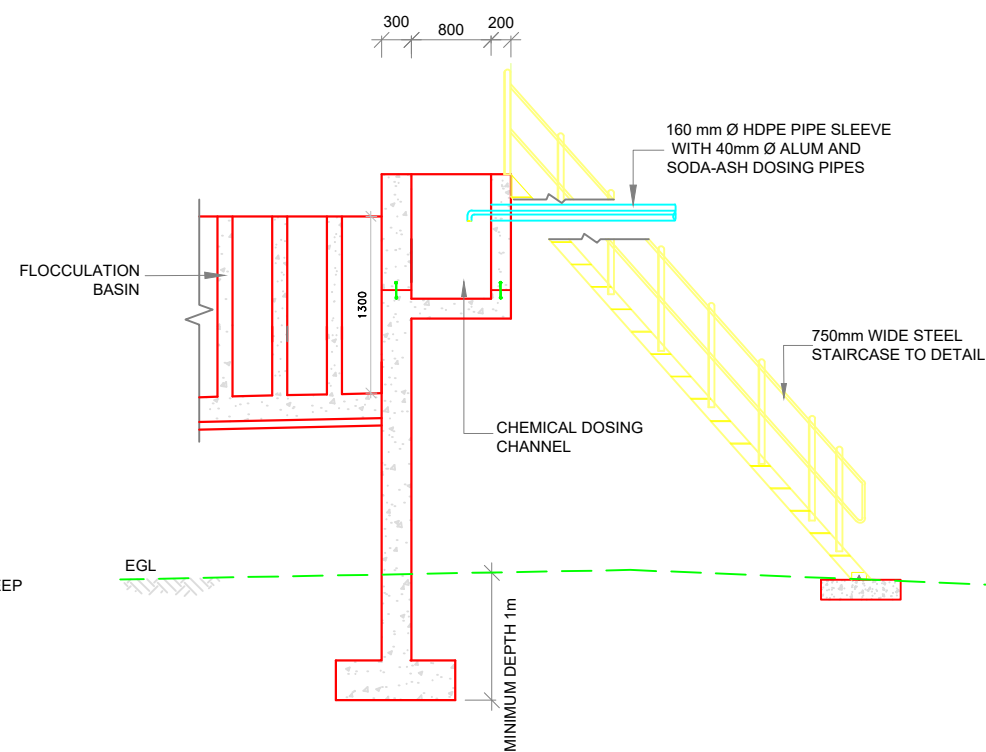 300
800
200
160 mm Ø HDPE PIPE SLEEVE
WITH 40mm Ø ALUM AND
SODA-ASH DOSING PIPES
FLOCCULATION
BASIN
1300
750mm WIDE STEEL
STAIRCASE TO DETAIL
CHEMICAL DOSING
CHANNEL
EGL
EEP
MINIMUM DEPTH 1m